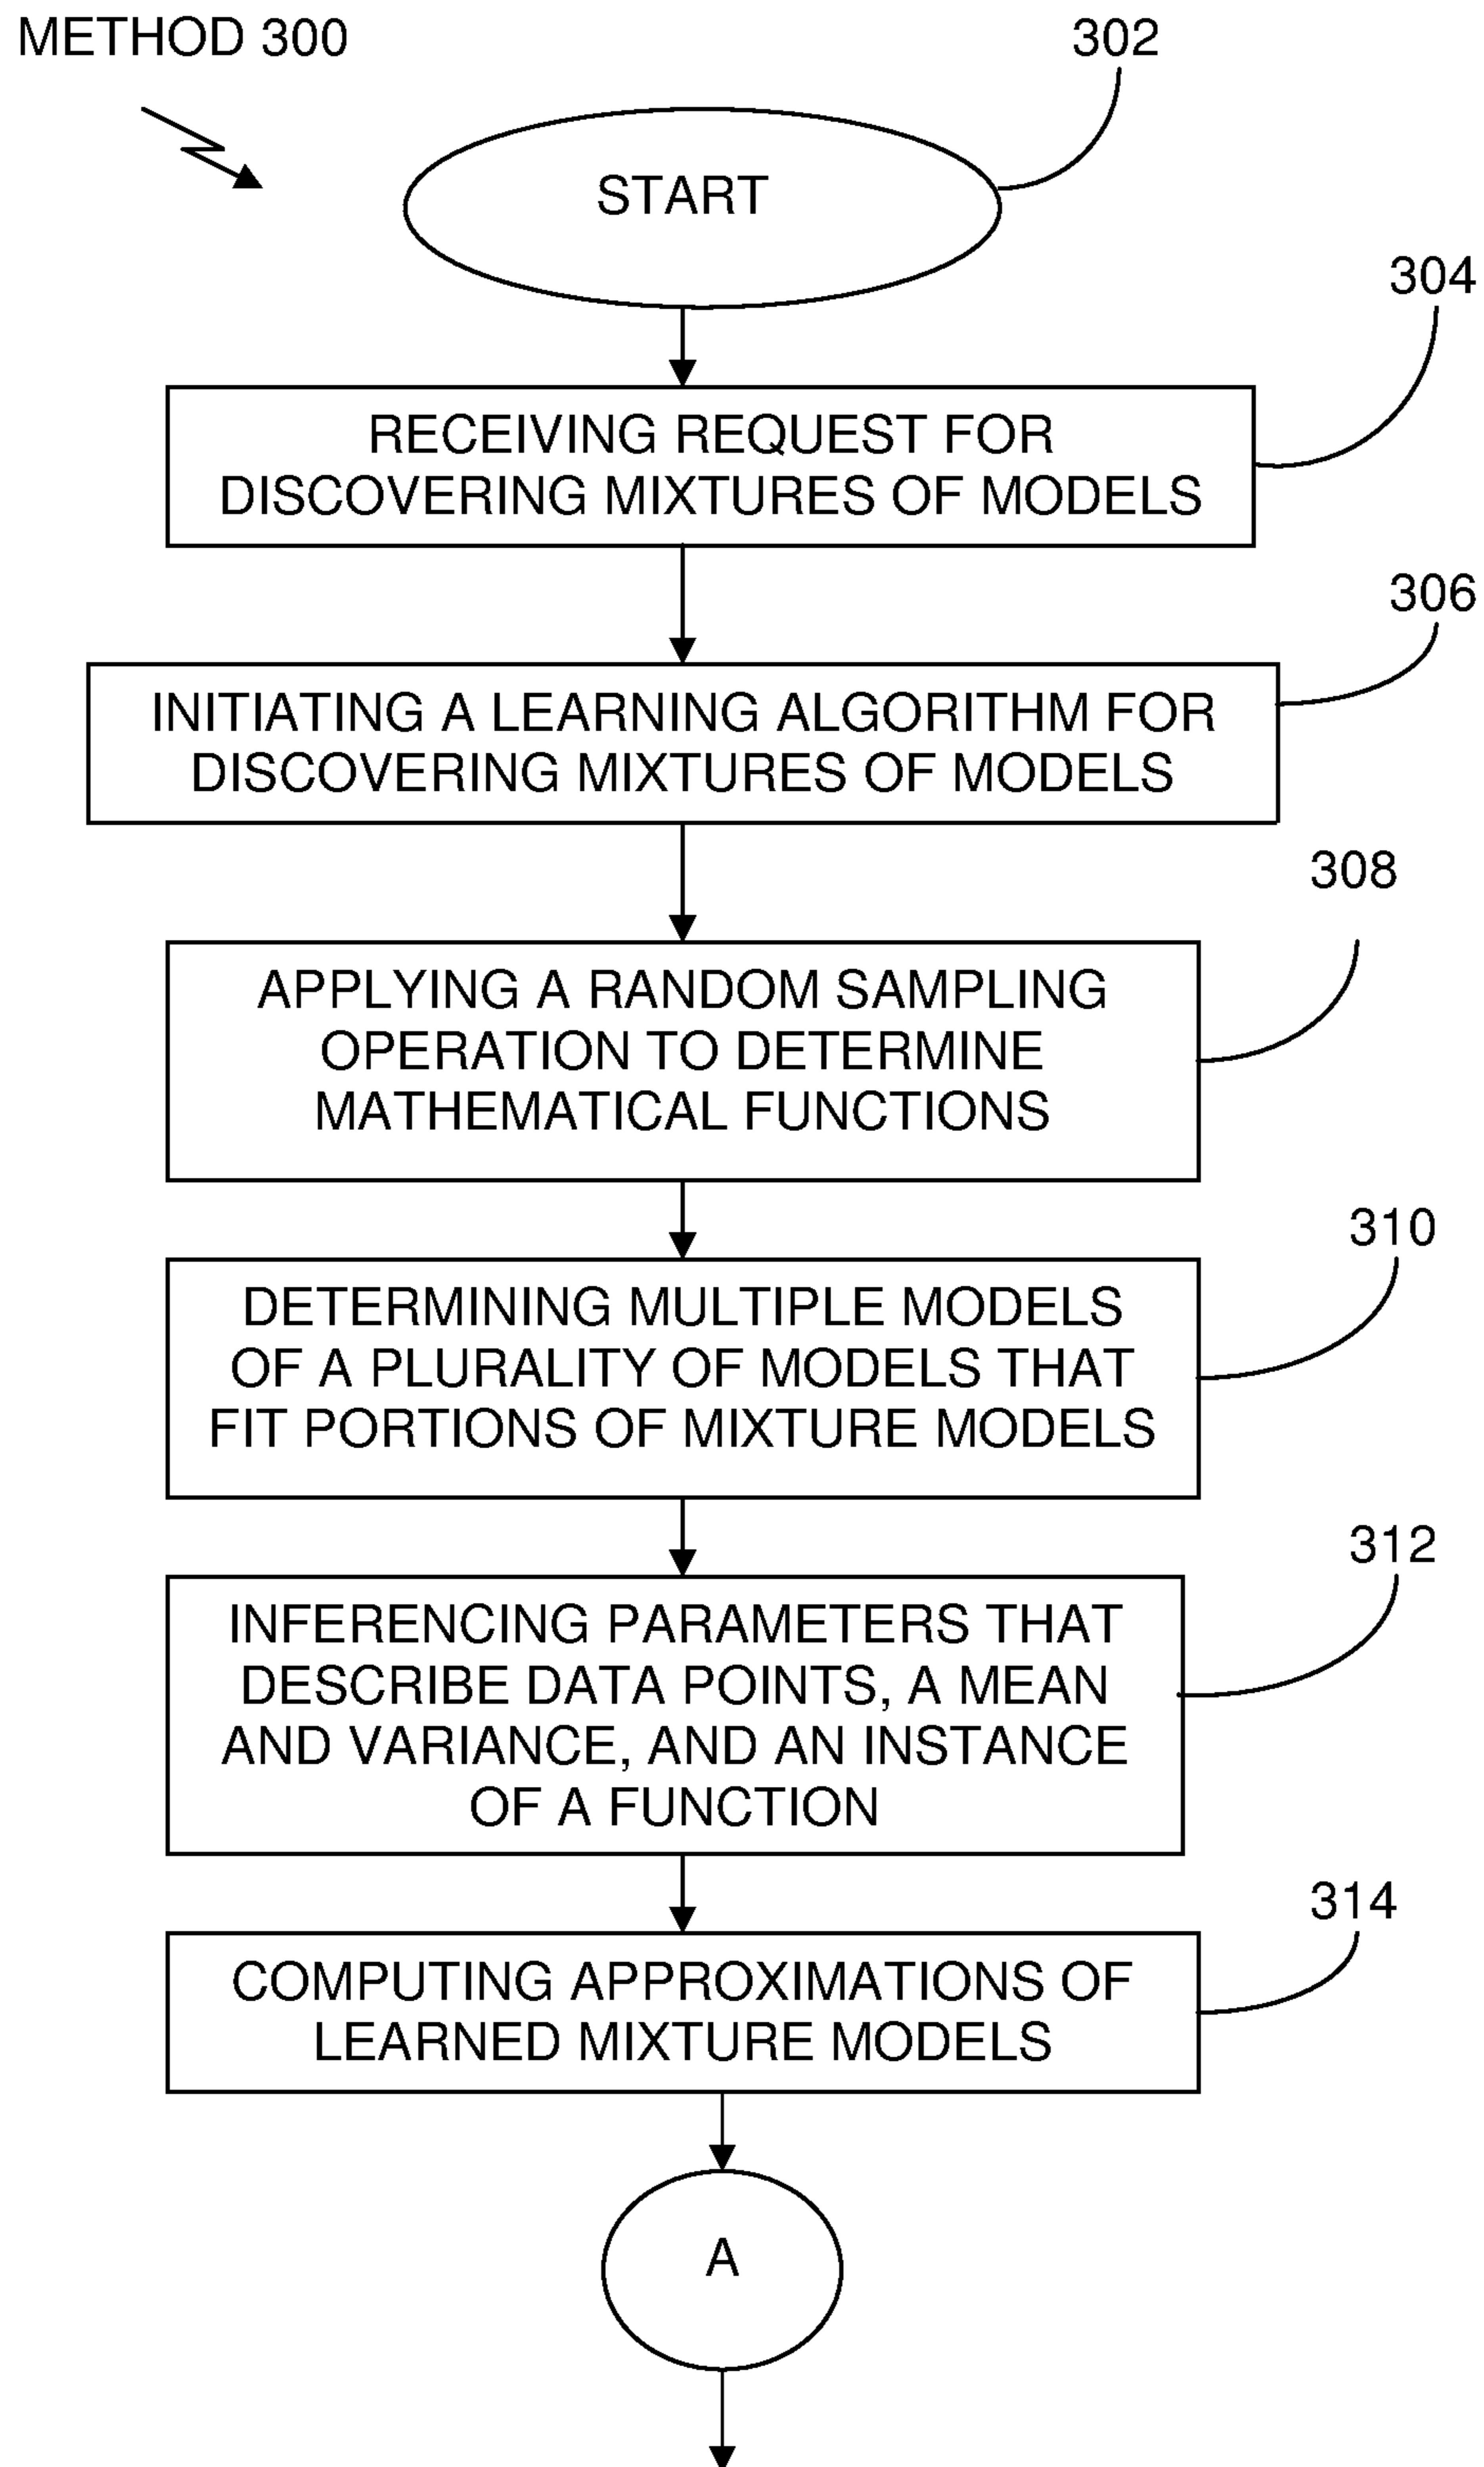 METHOD 300
302
START
304
RECEIVING REQUEST FOR
DISCOVERING MIXTURES OF MODELS
306
INITIATING A LEARNING ALGORITHM FOR
DISCOVERING MIXTURES OF MODELS
308
APPLYING A RANDOM SAMPLING
OPERATION TO DETERMINE
MATHEMATICAL FUNCTIONS
310
DETERMINING MULTIPLE MODELS
OF A PLURALITY OF MODELS THAT
FIT PORTIONS OF MIXTURE MODELS
312
INFERENCING PARAMETERS THAT
DESCRIBE DATA POINTS, A MEAN
AND VARIANCE, AND AN INSTANCE
OF A FUNCTION
314
COMPUTING APPROXIMATIONS OF
LEARNED MIXTURE MODELS
A